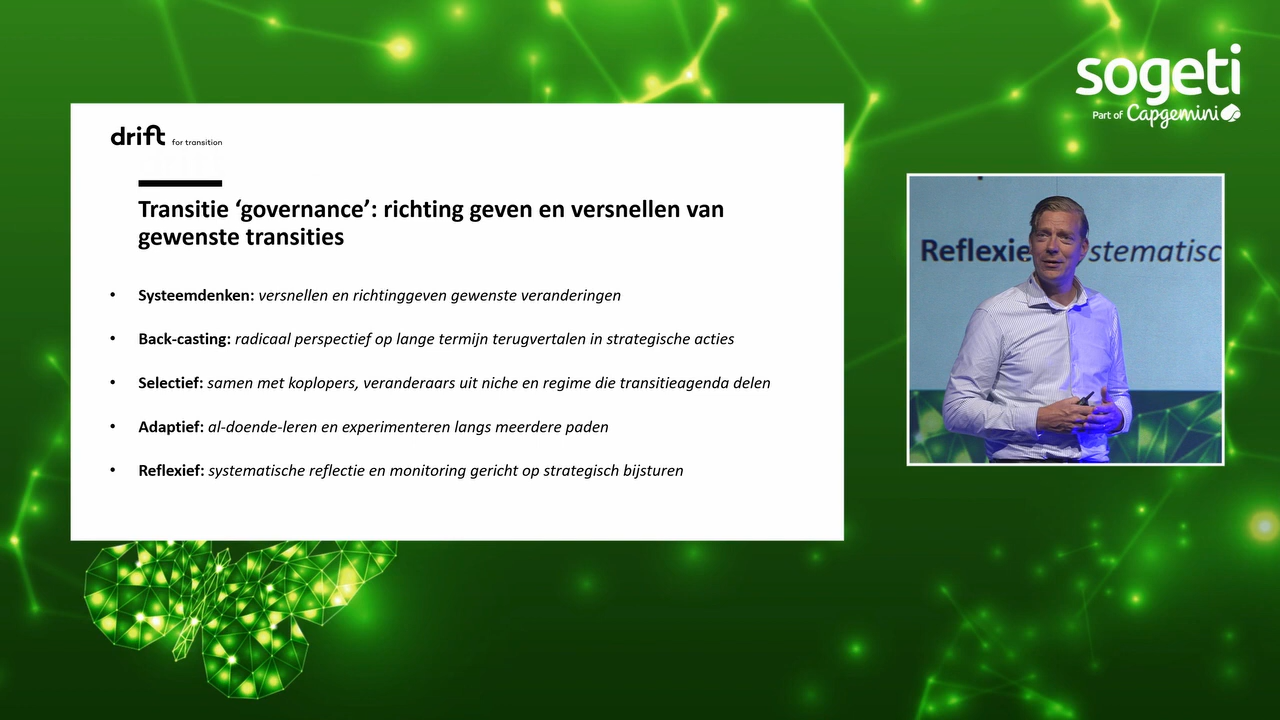 sogeti
Part of Capgemini
drift for transition
Transitie ‘governance’: richting geven en versnellen van
gewenste transities
• Systeemdenken: versnellen en richtinggeven gewenste veranderingen
• Back-casting: radicaal perspectief op lange termijn terugvertalen in strategische acties
• Selectief: samen met koplopers, veranderaars uit niche en regime die transitieagenda delen
• Adaptief: al-doende-leren en experimenteren langs meerdere paden
• Reflexief: systematische reflectie en monitoring gericht op strategisch bijsturen
Reflexie stematisc